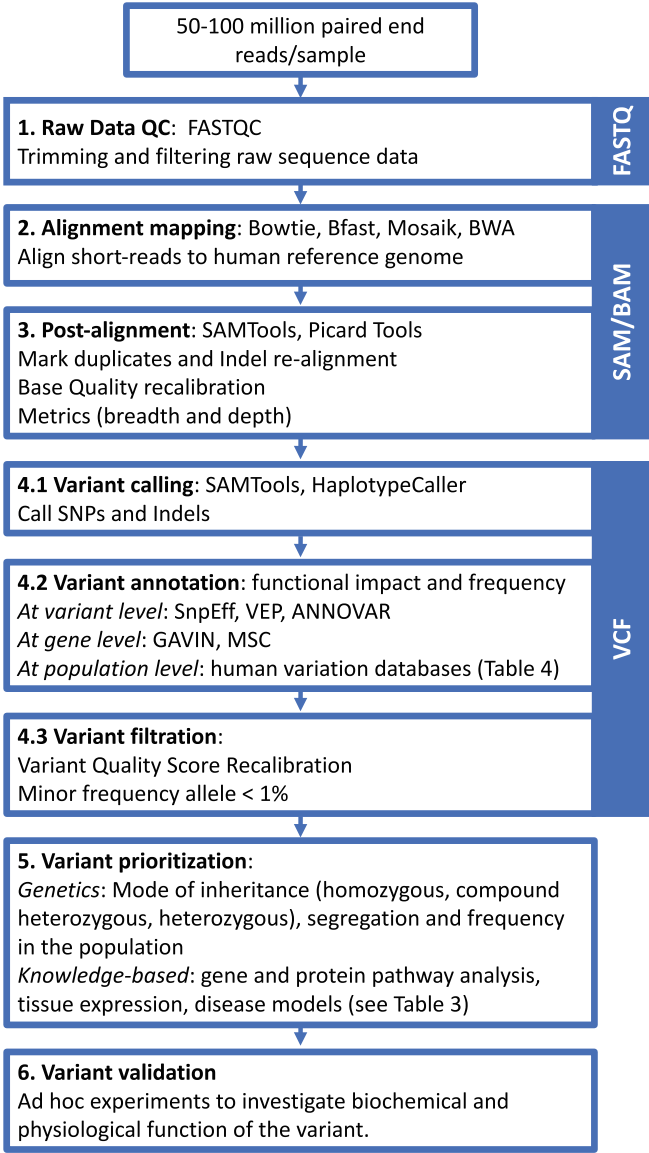 50-100 million paired end
reads/sample
1. Raw Data QC:  FASTQC
Trimming and filtering raw sequence data
FASTQ
2. Alignment mapping: Bowtie, Bfast, Mosaik, BWA
Align short-reads to human reference genome
3. Post-alignment: SAMTools, Picard Tools
Mark duplicates and Indel re-alignment
Base Quality recalibration
Metrics (breadth and depth)
SAM/BAM
4.1 Variant calling: SAMTools, HaplotypeCaller
Call SNPs and Indels
4.2 Variant annotation: functional impact and frequency
At variant level: SnpEff, VEP, ANNOVAR
At gene level: GAVIN, MSC
At population level: human variation databases (Table 4)
4.3 Variant filtration:
Variant Quality Score Recalibration
Minor frequency allele < 1%
VCF
5. Variant prioritization:
Genetics: Mode of inheritance (homozygous, compound
heterozygous, heterozygous), segregation and frequency
in the population
Knowledge-based: gene and protein pathway analysis,
tissue expression, disease models (see Table 3)
6. Variant validation
Ad hoc experiments to investigate biochemical and
physiological function of the variant.